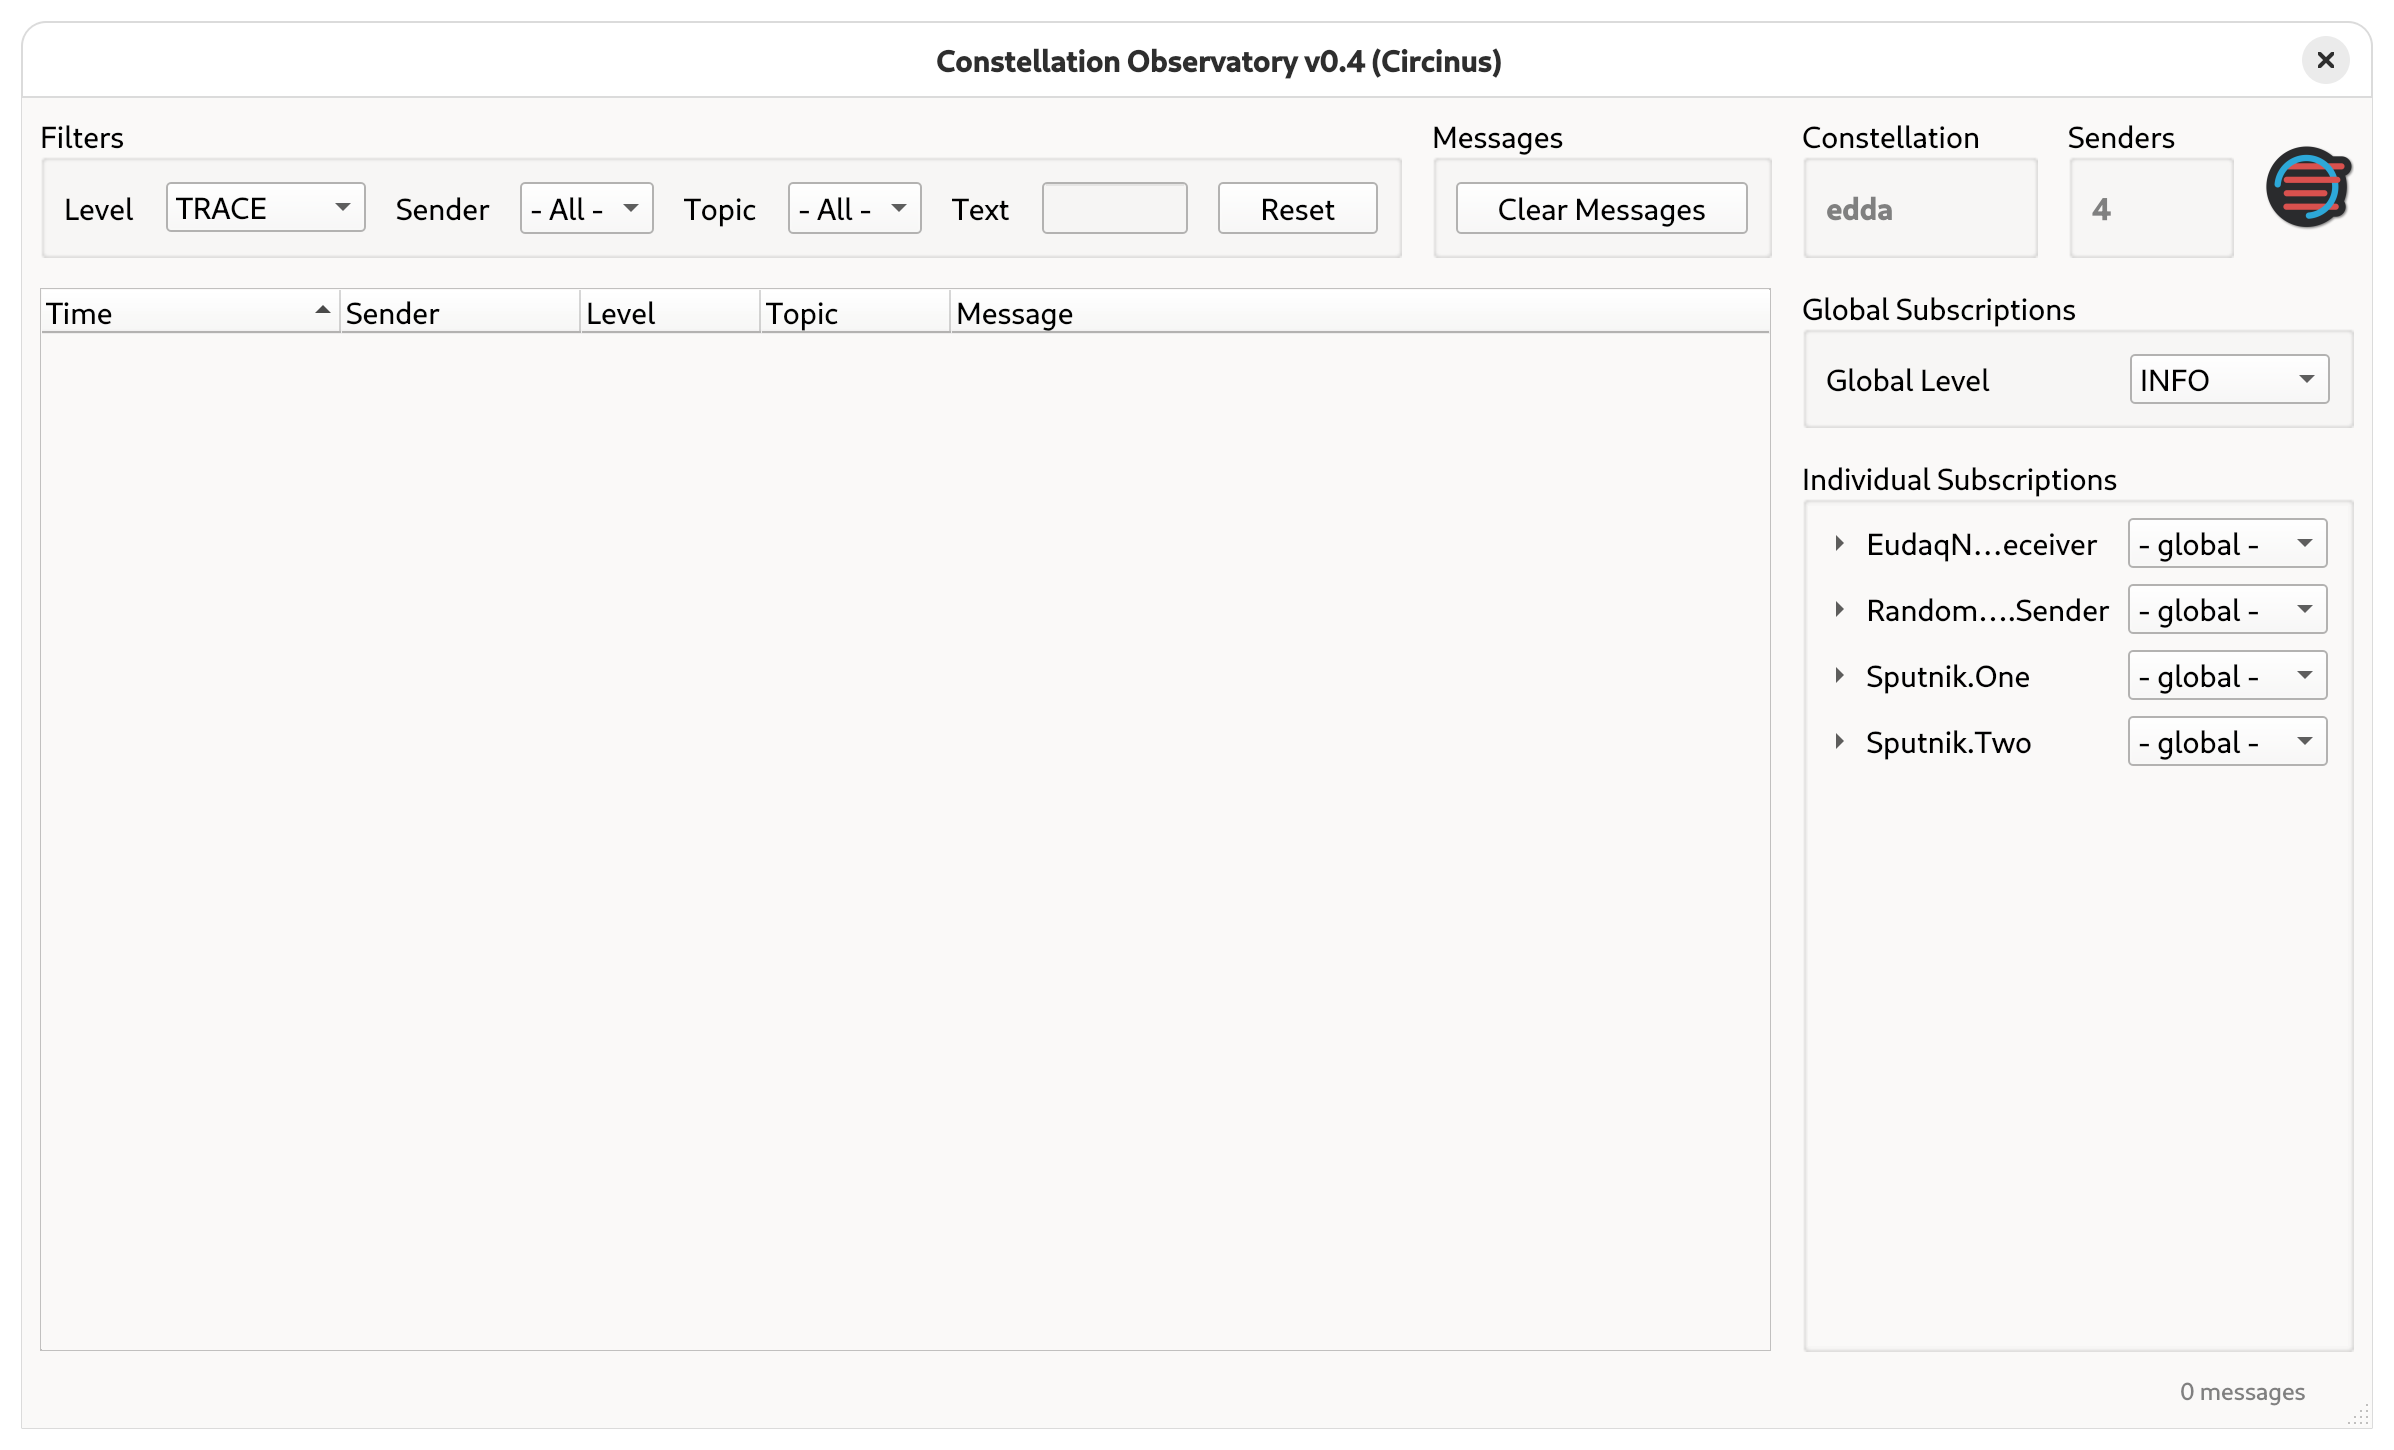 Constellation Observatory v0.4 (Circinus)
Filters
Level TRACE Sender - All - Topic - All - Text Reset
Messages
Clear Messages
Constellation
edda
Senders
4
Time Sender Level Topic Message
Global Subscriptions
Global Level INFO
Individual Subscriptions
EudaqN...eceiver - global -
Random....Sender - global -
Sputnik.One - global -
Sputnik.Two - global -
0 messages